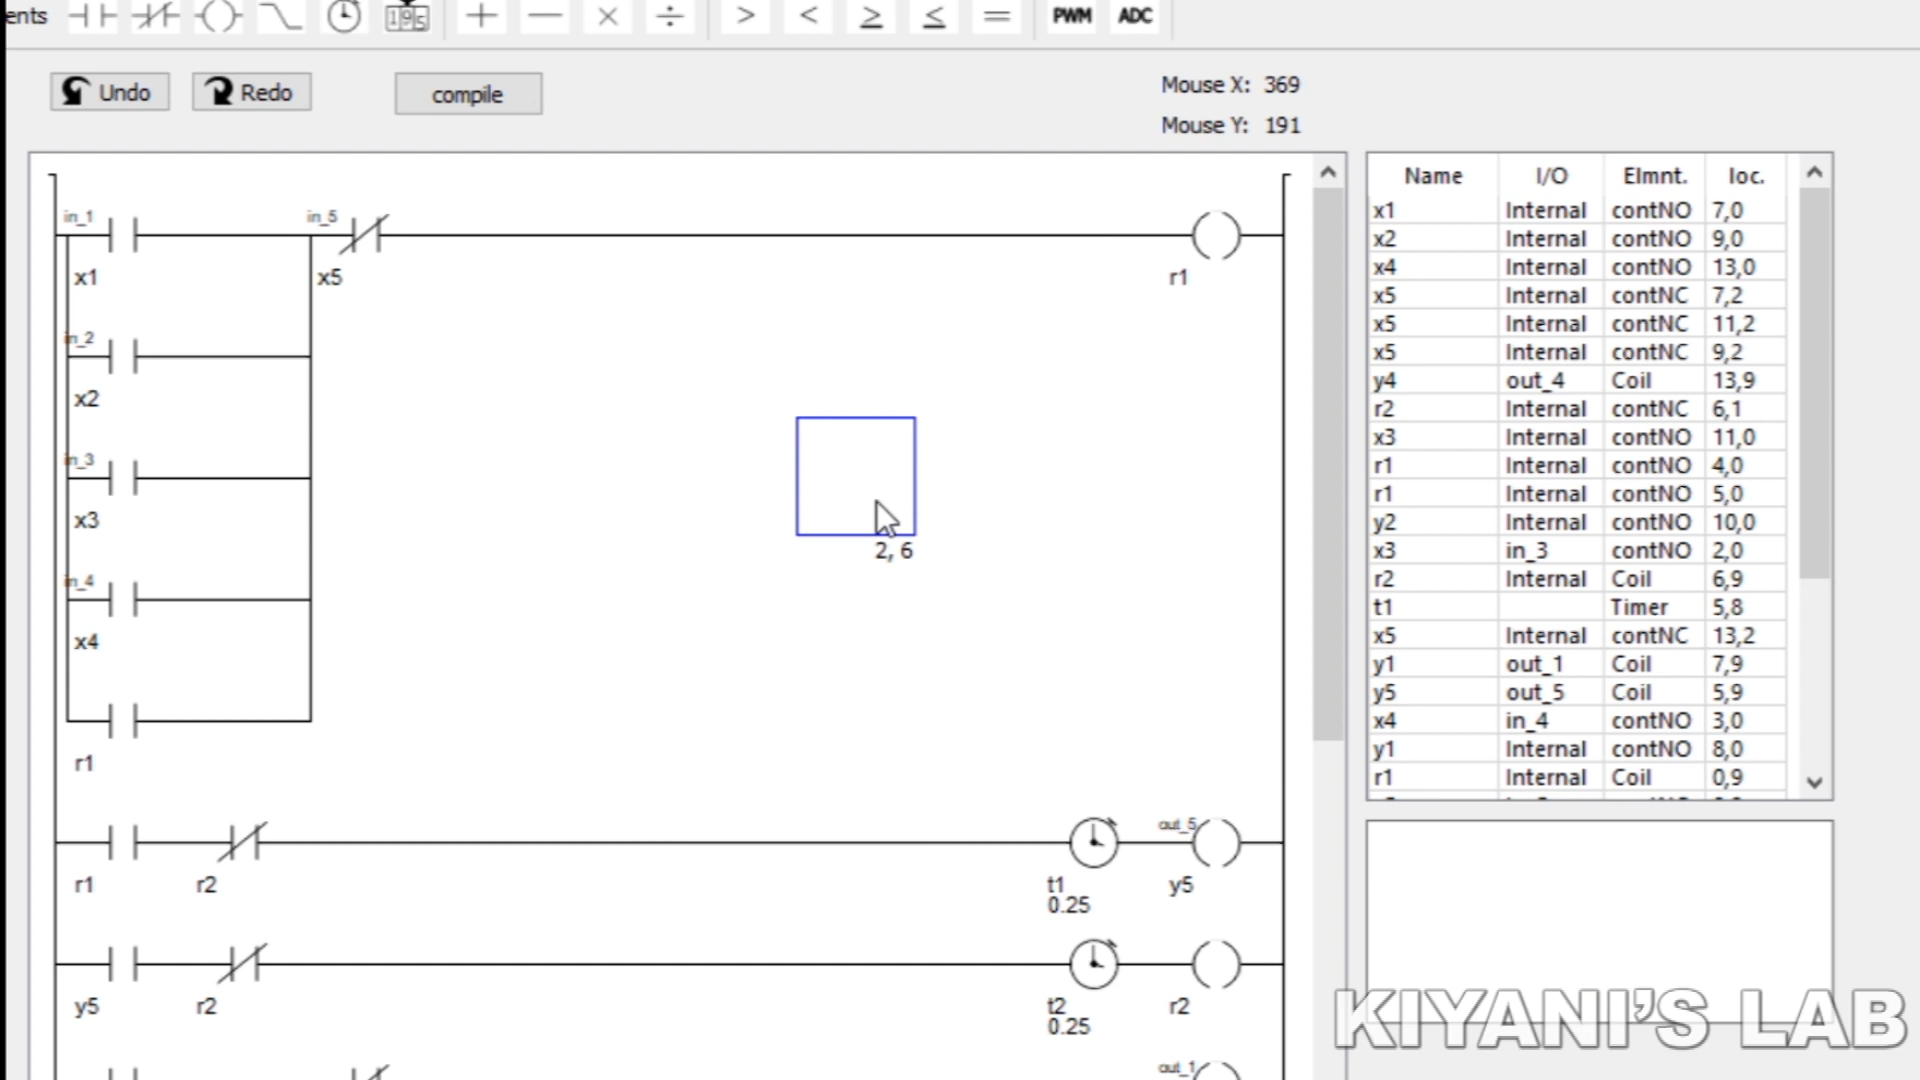 ents
+ — × ÷ > < ≥ ≤ = PWM ADC
Undo Redo compile
Mouse X: 369
Mouse Y: 191
in_1 in_5
x1 x5 r1
in_2
x2
in_3
x3
2, 6
in_4
x4
r1
out_5
r1 r2 t1 y5
0.25
y5 r2 t2 r2
0.25
out_1
Name I/O Elmnt. loc.
x1 Internal contNO 7,0
x2 Internal contNO 9,0
x4 Internal contNO 13,0
x5 Internal contNC 7,2
x5 Internal contNC 11,2
x5 Internal contNC 9,2
y4 out_4 Coil 13,9
r2 Internal contNC 6,1
x3 Internal contNO 11,0
r1 Internal contNO 4,0
r1 Internal contNO 5,0
y2 Internal contNO 10,0
x3 in_3 contNO 2,0
r2 Internal Coil 6,9
t1 Timer 5,8
x5 Internal contNC 13,2
y1 out_1 Coil 7,9
y5 out_5 Coil 5,9
x4 in_4 contNO 3,0
y1 Internal contNO 8,0
r1 Internal Coil 0,9
KIYANI'S LAB